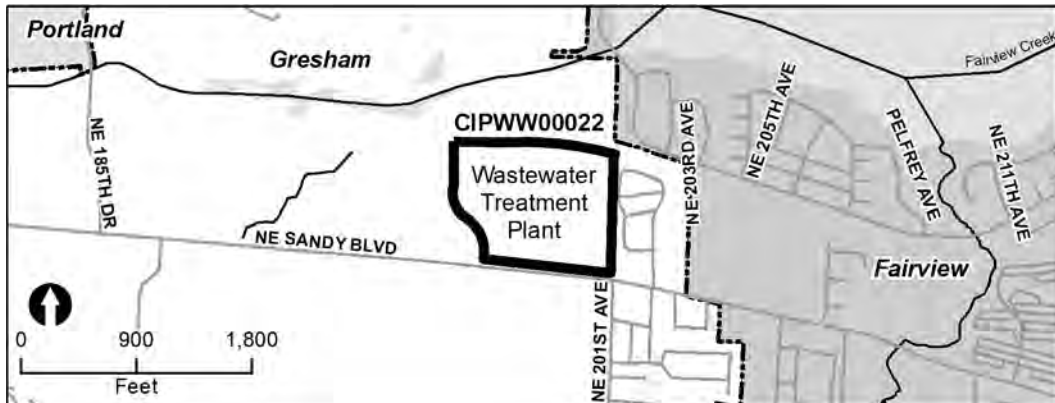 Portland
Gresham
Fairview Creek
CIPWW00022
NE 185TH DR
NE 203RD AVE
NE 205TH AVE
PELFREY AVE
NE 211TH AVE
Wastewater
Treatment
Plant
NE SANDY BLVD
Fairview
NE 201ST AVE
0 900 1,800
Feet